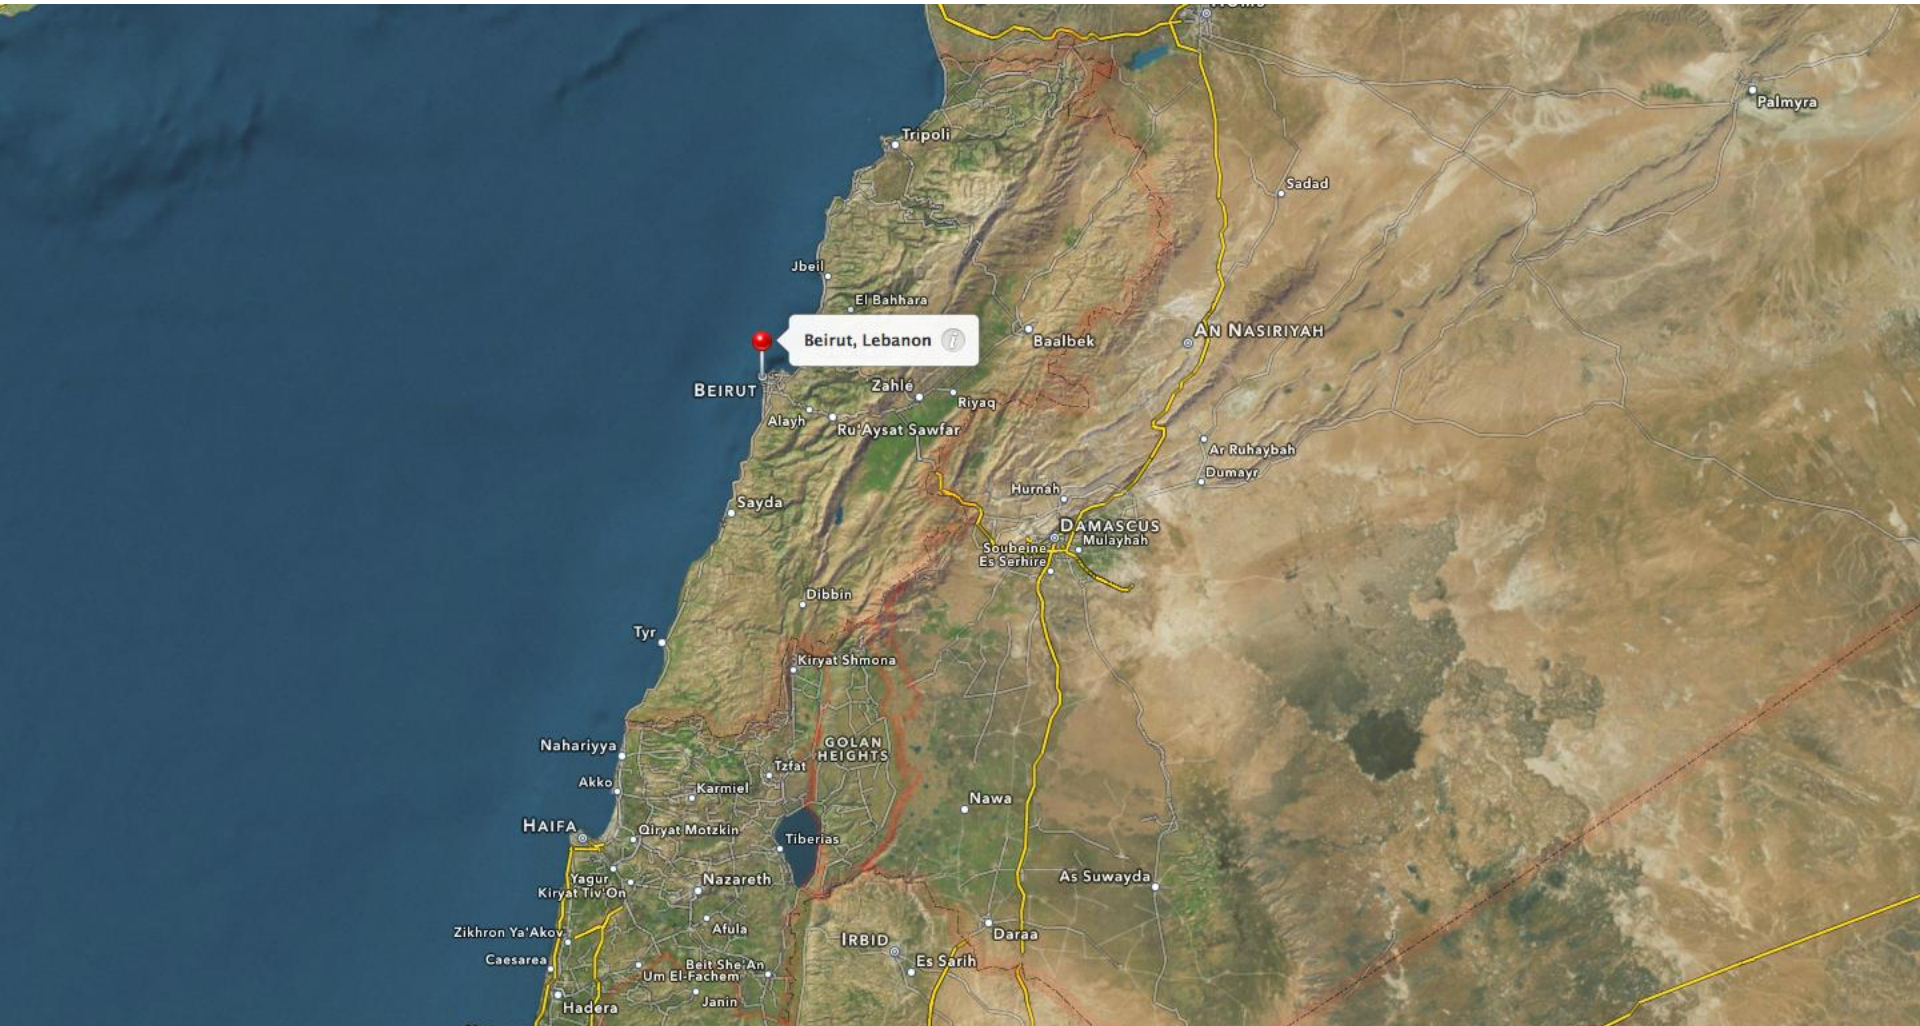 Homs
Palmyra
Tripoli
Sadad
Jbeil
El Bahhara
Beirut, Lebanon
AN NASIRIYAH
Baalbek
BEIRUT
Zahlé
Riyaq
Alayh
Ru'Aysat Sawfar
Ar Ruhaybah
Dumayr
Hurnah
Sayda
DAMASCUS
Mulayhah
Soubeine
Es Serhire
Dibbin
Tyr
Kiryat Shmona
Nahariyya
GOLAN
HEIGHTS
Tzfat
Akko
Karmiel
Nawa
HAIFA
Qiryat Motzkin
Tiberias
Yagur
Nazareth
As Suwayda
Kiryat Tiv'On
Zikhron Ya'Akov
Afula
IRBID
Daraa
Caesarea
Beit She'An
Es Sarih
Um El-Fachem
Janin
Hadera